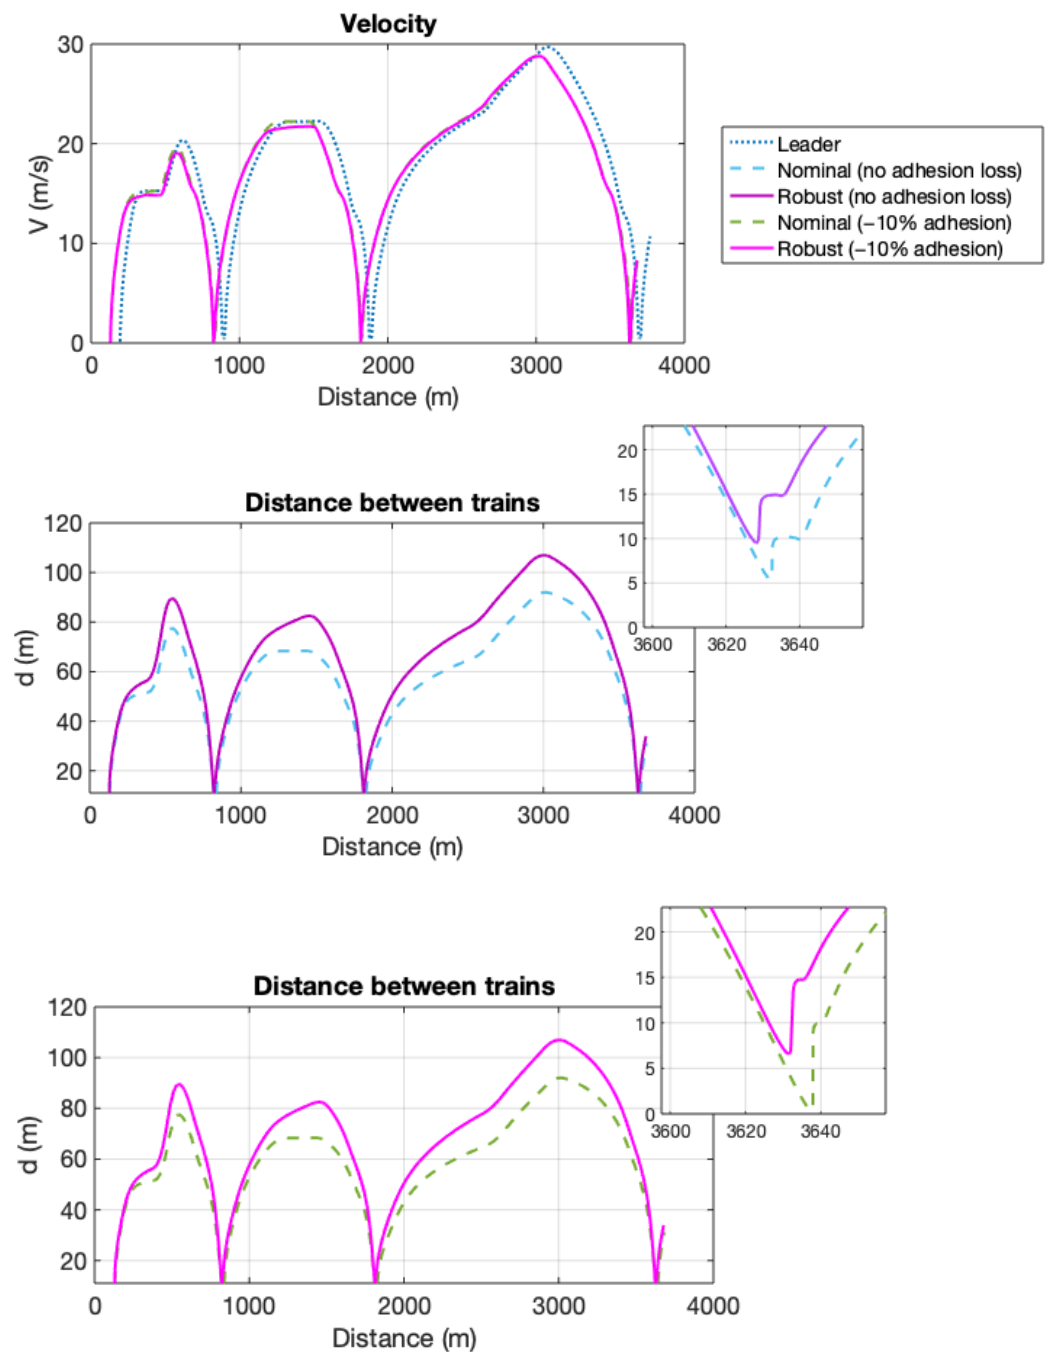 Velocity
30
20
10
0
V (m/s)
0 1000 2000 3000 4000
Distance (m)
Leader
Nominal (no adhesion loss)
Robust (no adhesion loss)
Nominal (−10% adhesion)
Robust (−10% adhesion)
Distance between trains
120
100
80
60
40
20
d (m)
0 1000 2000 3000 4000
Distance (m)
20
15
10
5
0
3600 3620 3640
Distance between trains
120
100
80
60
40
20
d (m)
0 1000 2000 3000 4000
Distance (m)
20
15
10
5
0
3600 3620 3640